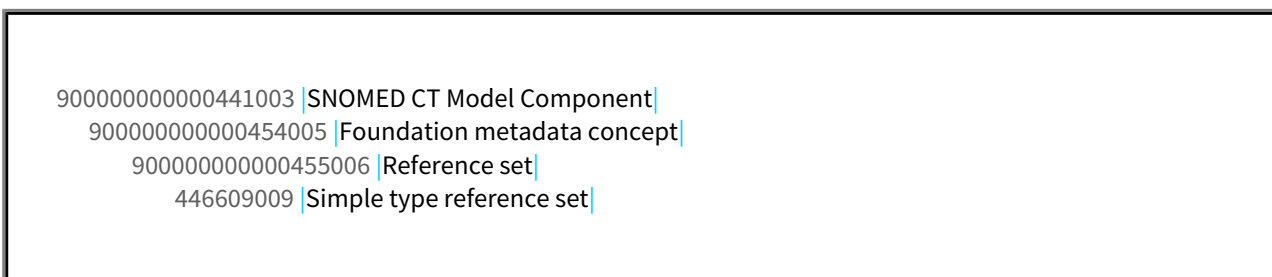 900000000000441003 |SNOMED CT Model Component|
900000000000454005 |Foundation metadata concept|
900000000000455006 |Reference set|
446609009 |Simple type reference set|